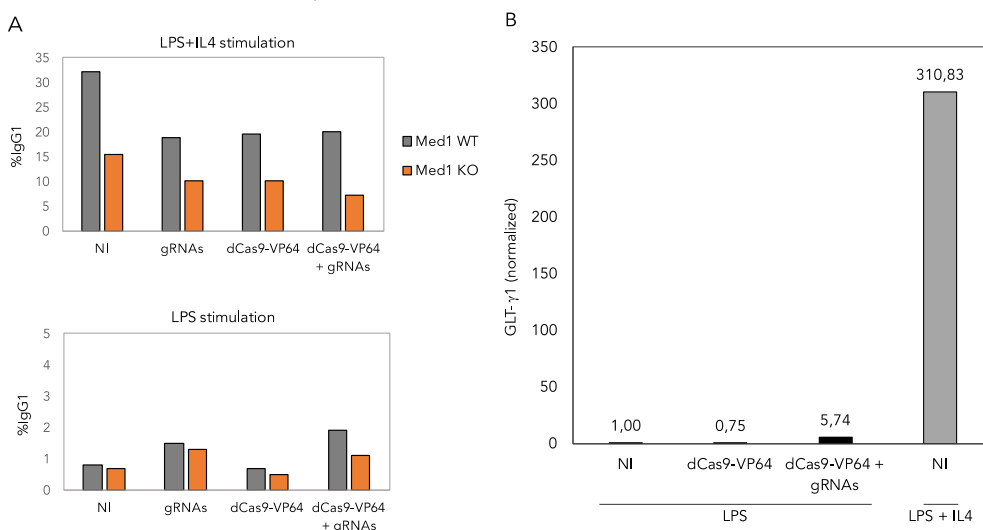 A
LPS+IL4 stimulation
35
30
25
20
15
10
5
0
%IgG1
NI
gRNAs
dCas9-VP64
dCas9-VP64
+ gRNAs
Med1 WT
Med1 KO
LPS stimulation
5
4
3
2
1
0
%IgG1
NI
gRNAs
dCas9-VP64
dCas9-VP64
+ gRNAs
B
350
300
250
200
150
100
50
0
GLT-γ1 (normalized)
1,00
0,75
5,74
310,83
NI
dCas9-VP64
dCas9-VP64 +
gRNAs
NI
LPS
LPS + IL4